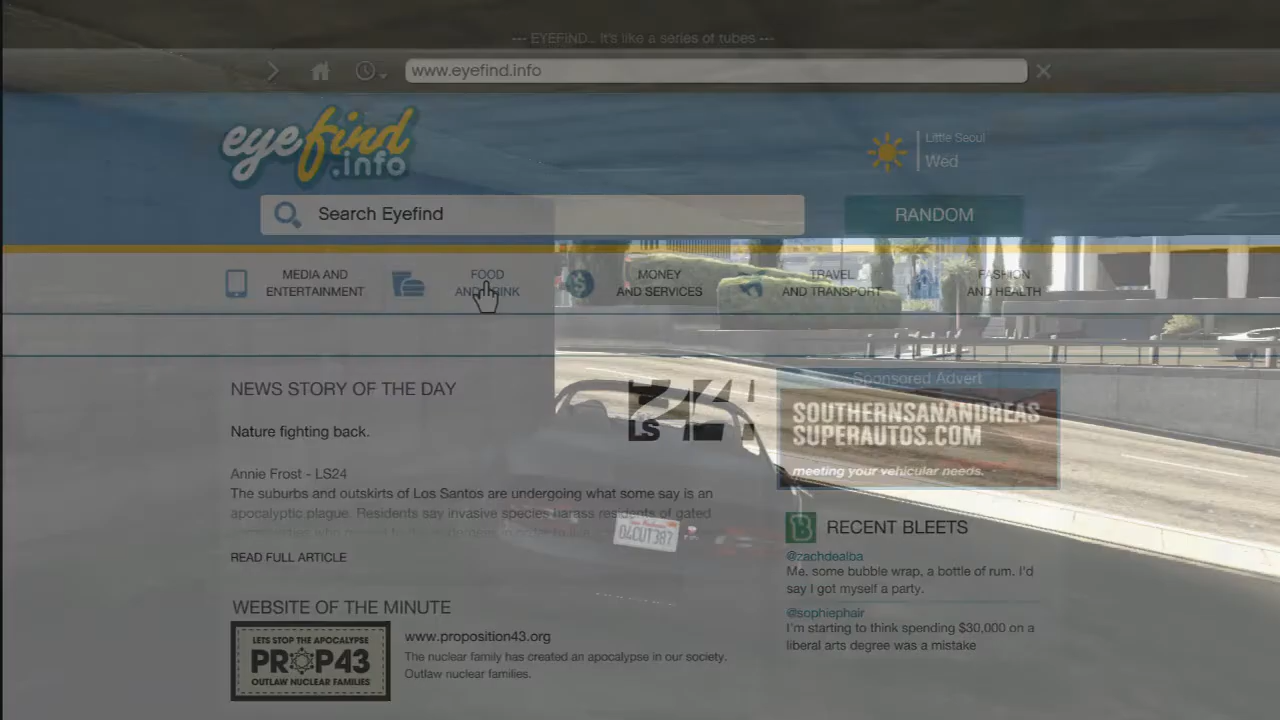 --- EYEFIND... It's like a series of tubes ---
www.eyefind.info
eyefind
.info
Little Seoul
Wed
Search Eyefind
RANDOM
MEDIA AND
ENTERTAINMENT
FOOD
AND DRINK
MONEY
AND SERVICES
TRAVEL
AND TRANSPORT
FASHION
AND HEALTH
NEWS STORY OF THE DAY
Nature fighting back.
LS 24
Annie Frost - LS24
The suburbs and outskirts of Los Santos are undergoing what some say is an
apocalyptic plague. Residents say invasive species harass residents of gated
READ FULL ARTICLE
Sponsored Advert
SOUTHERNSANANDREAS
SUPERAUTOS.COM
meeting your vehicular needs.
RECENT BLEETS
@zachdealba
Me, some bubble wrap, a bottle of rum. I'd
say I got myself a party.
@sophiephair
I'm starting to think spending $30,000 on a
liberal arts degree was a mistake
WEBSITE OF THE MINUTE
LETS STOP THE APOCALYPSE
PROP43
OUTLAW NUCLEAR FAMILIES
www.proposition43.org
The nuclear family has created an apocalypse in our society.
Outlaw nuclear families.